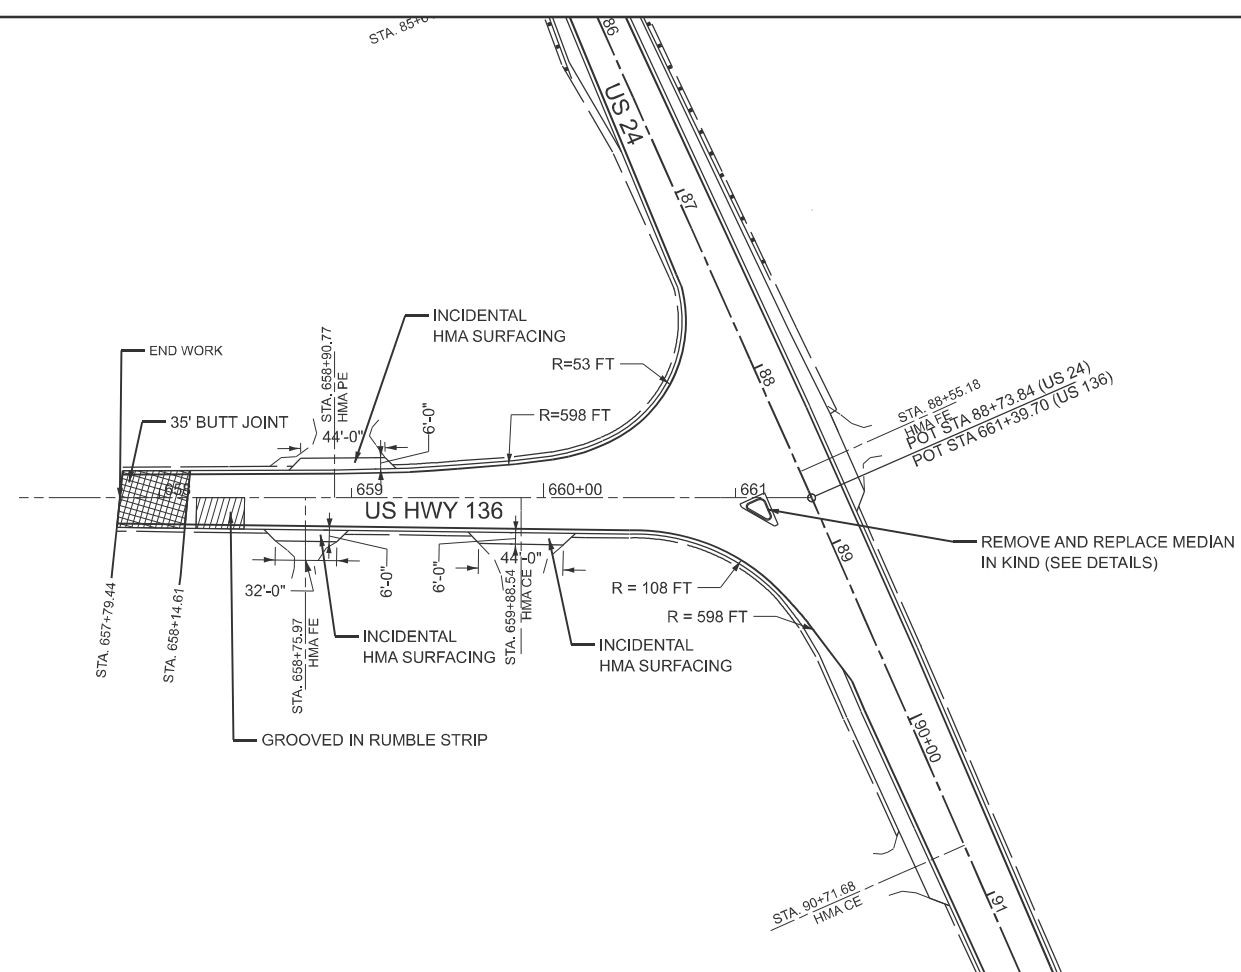 STA. 85+6
86
US 24
87
INCIDENTAL
HMA SURFACING
STA. 658+90.77
HMA PE
END WORK
R=53 FT
88
STA. 88+55.18
HMA FE
POT STA 88+73.84 (US 24)
POT STA 661+39.70 (US 136)
35' BUTT JOINT
44'-0"
6'-0"
R=598 FT
658
659
660+00
661
US HWY 136
REMOVE AND REPLACE MEDIAN
IN KIND (SEE DETAILS)
89
32'-0"
6'-0"
6'-0"
44'-0"
R = 108 FT
R = 598 FT
STA. 657+79.44
STA. 658+14.61
STA. 658+75.97
HMA FE
INCIDENTAL
HMA SURFACING
STA. 659+88.54
HMA CE
INCIDENTAL
HMA SURFACING
GROOVED IN RUMBLE STRIP
90+00
STA. 90+71.68
HMA CE
91